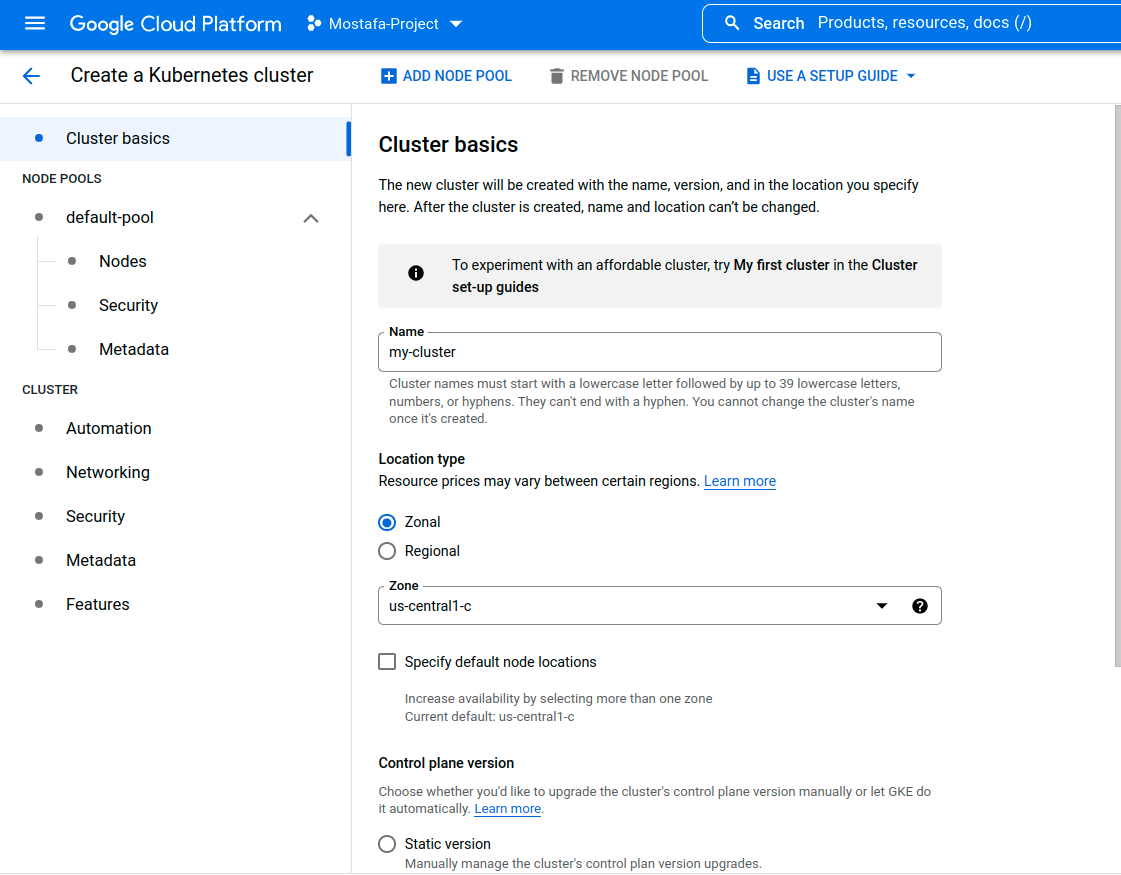 Google Cloud Platform
Mostafa-Project
Search Products, resources, docs (/)
Create a Kubernetes cluster
ADD NODE POOL
REMOVE NODE POOL
USE A SETUP GUIDE
Cluster basics
NODE POOLS
default-pool
Nodes
Security
Metadata
CLUSTER
Automation
Networking
Security
Metadata
Features
Cluster basics
The new cluster will be created with the name, version, and in the location you specify
here. After the cluster is created, name and location can't be changed.
To experiment with an affordable cluster, try My first cluster in the Cluster
set-up guides
Name
my-cluster
Cluster names must start with a lowercase letter followed by up to 39 lowercase letters,
numbers, or hyphens. They can't end with a hyphen. You cannot change the cluster's name
once it's created.
Location type
Resource prices may vary between certain regions. Learn more
Zonal
Regional
Zone
us-central1-c
Specify default node locations
Increase availability by selecting more than one zone
Current default: us-central1-c
Control plane version
Choose whether you'd like to upgrade the cluster's control plane version manually or let GKE do
it automatically. Learn more.
Static version
Manually manage the cluster's control plan version upgrades.